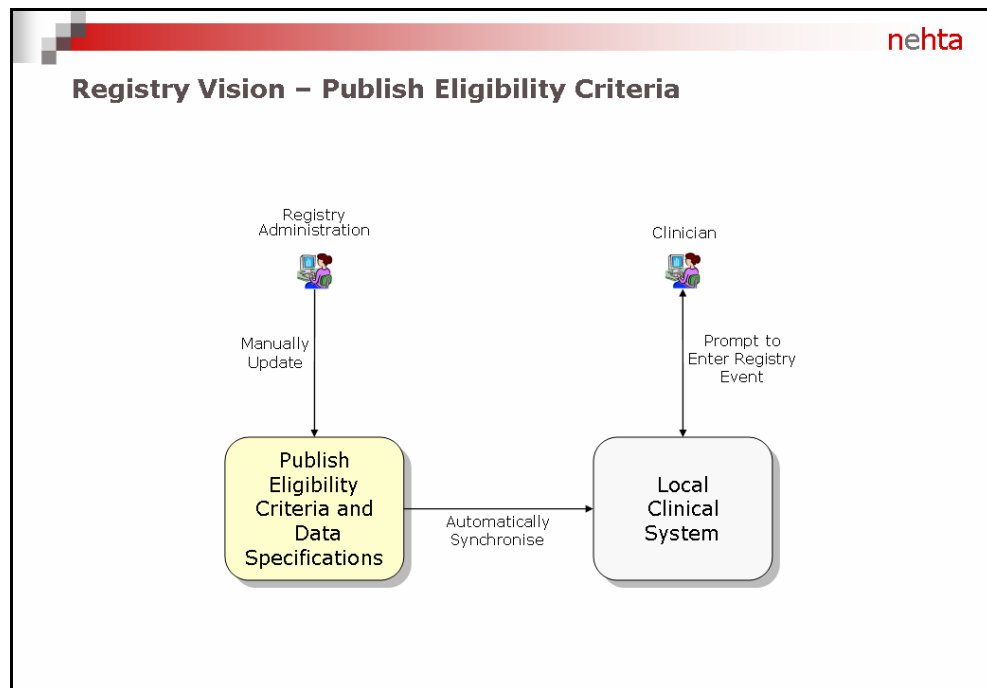 nehta
Registry Vision – Publish Eligibility Criteria
Registry
Administration
Clinician
Manually
Update
Prompt to
Enter Registry
Event
Publish
Eligibility
Criteria and
Data
Specifications
Automatically
Synchronise
Local
Clinical
System